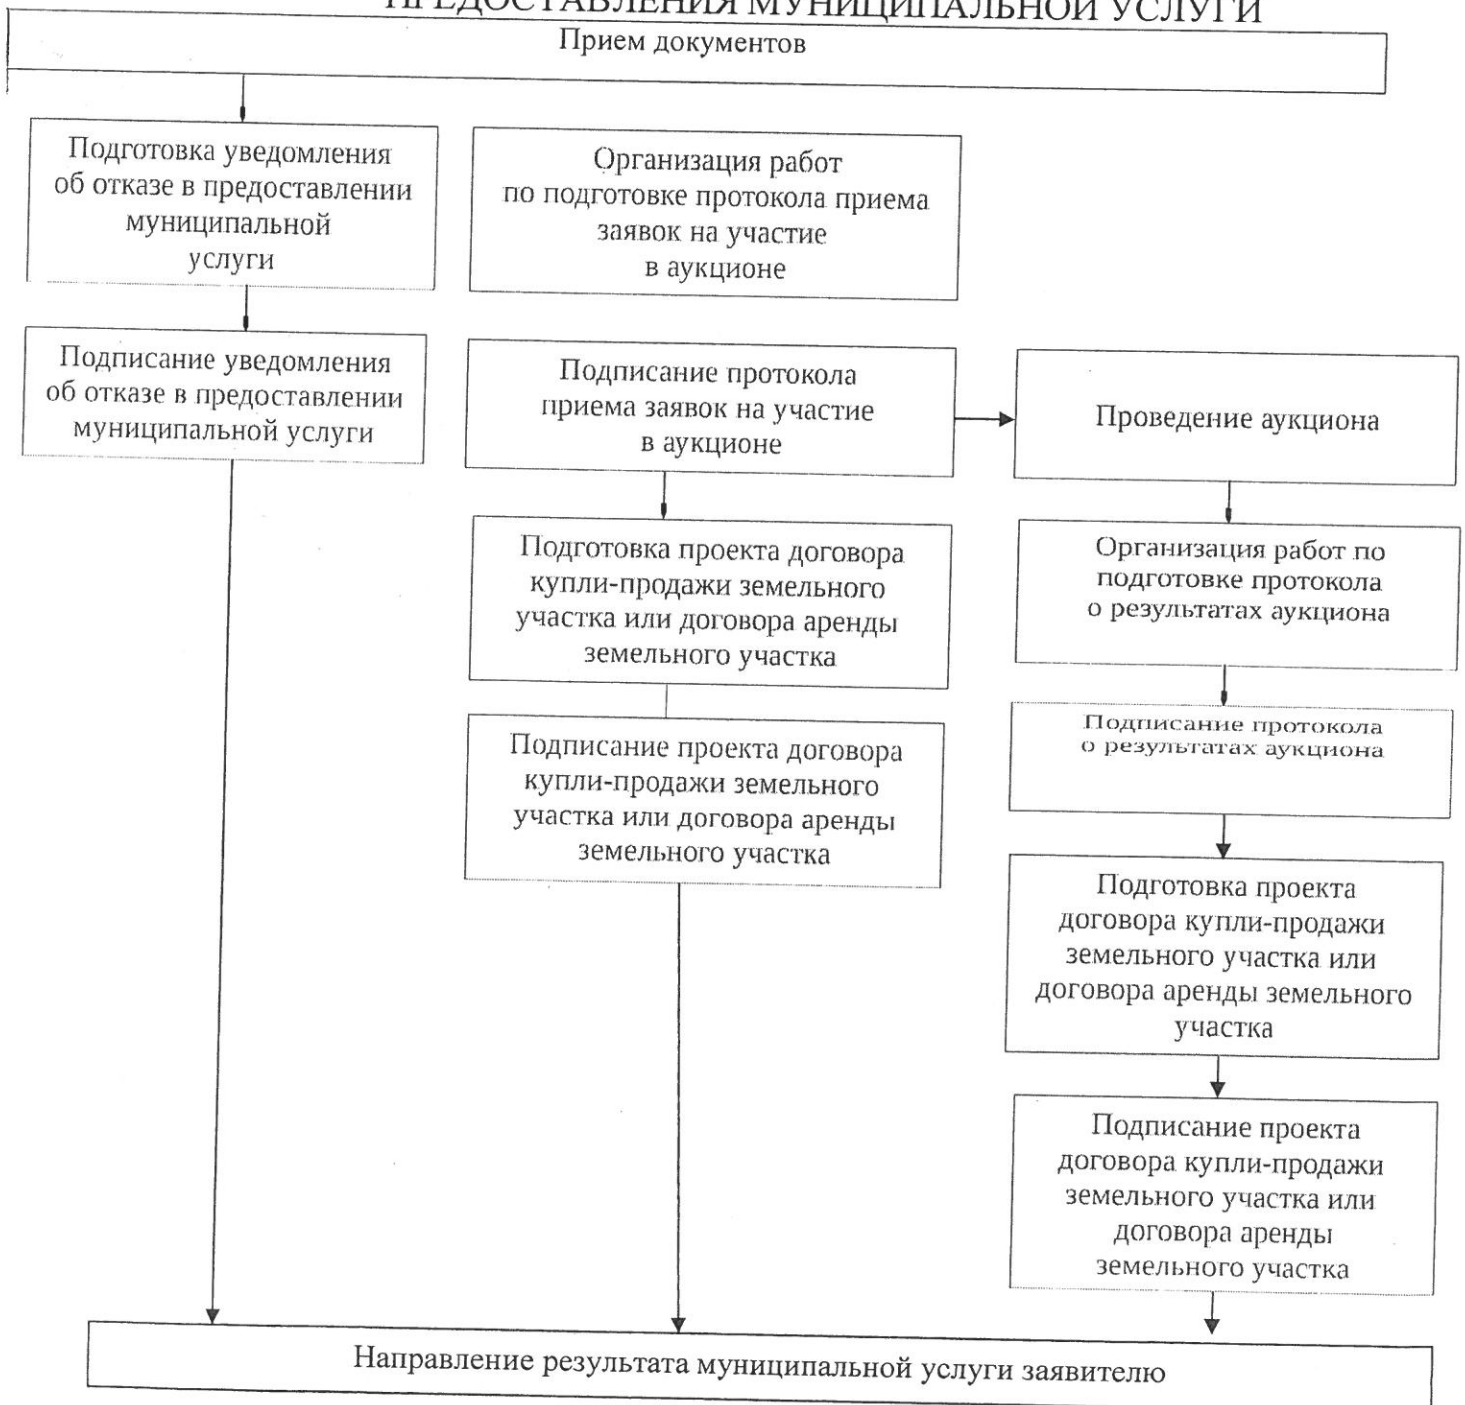 ПРЕДОСТАВЛЕНИЯ МУНИЦИПАЛЬНОЙ УСЛУГИ
Прием документов
Подготовка уведомления
об отказе в предоставлении
муниципальной
услуги
Организация работ
по подготовке протокола приема
заявок на участие
в аукционе
Подписание уведомления
об отказе в предоставлении
муниципальной услуги
Подписание протокола
приема заявок на участие
в аукционе
Проведение аукциона
Подготовка проекта договора
купли-продажи земельного
участка или договора аренды
земельного участка
Организация работ по
подготовке протокола
о результатах аукциона
Подписание проекта договора
купли-продажи земельного
участка или договора аренды
земельного участка
Подписание протокола
о результатах аукциона
Подготовка проекта
договора купли-продажи
земельного участка или
договора аренды земельного
участка
Подписание проекта
договора купли-продажи
земельного участка или
договора аренды
земельного участка
Направление результата муниципальной услуги заявителю